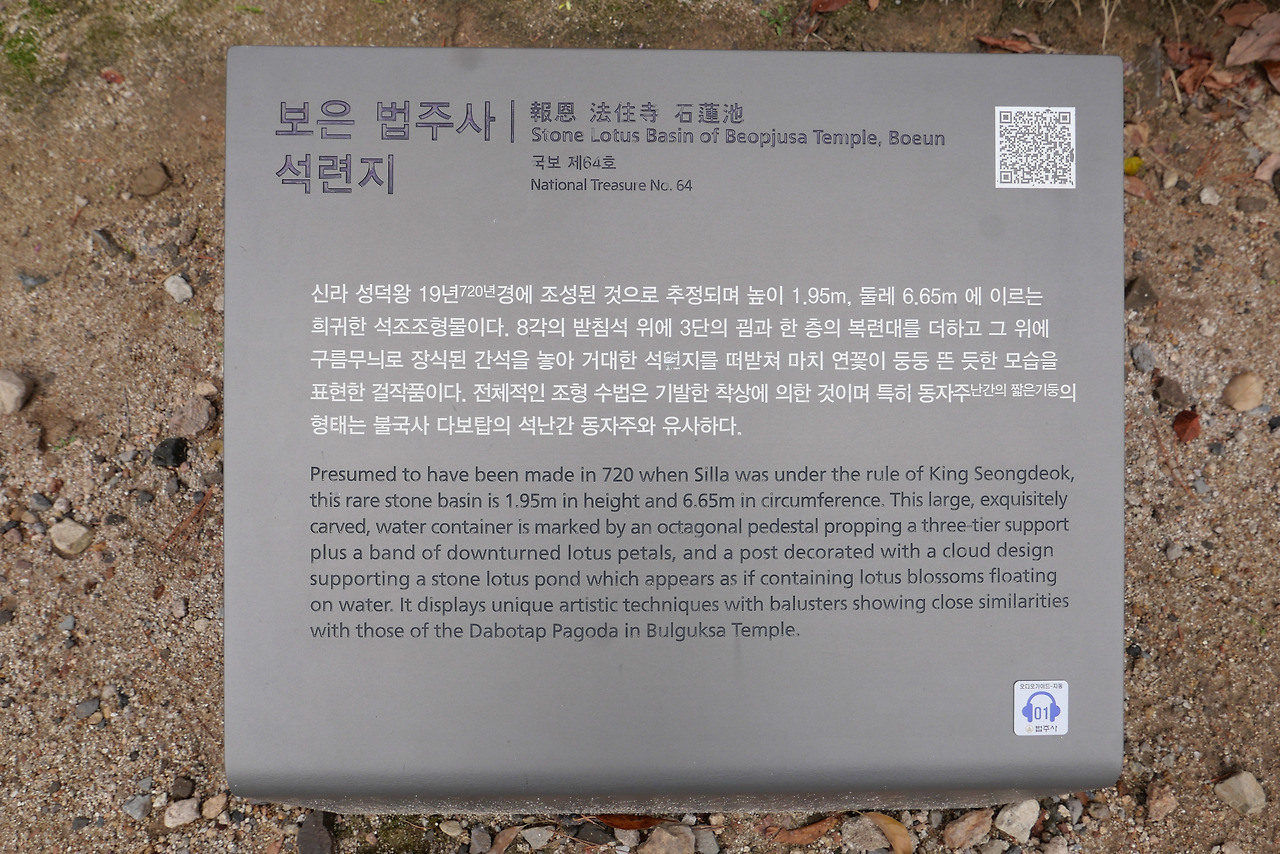 보은 법주사
석련지
報恩 法住寺 石蓮池
Stone Lotus Basin of Beopjusa Temple, Boeun
국보 제64호
National Treasure No. 64
신라 성덕왕 19년720년경에 조성된 것으로 추정되며 높이 1.95m, 둘레 6.65m 에 이르는
희귀한 석조조형물이다. 8각의 받침석 위에 3단의 굄과 한 층의 복련대를 더하고 그 위에
구름무늬로 장식된 간석을 놓아 거대한 석련지를 떠받쳐 마치 연꽃이 둥둥 뜬 듯한 모습을
표현한 걸작품이다. 전체적인 조형 수법은 기발한 착상에 의한 것이며 특히 동자주난간의 짧은기둥의
형태는 불국사 다보탑의 석난간 동자주와 유사하다.
Presumed to have been made in 720 when Silla was under the rule of King Seongdeok,
this rare stone basin is 1.95m in height and 6.65m in circumference. This large, exquisitely
carved, water container is marked by an octagonal pedestal propping a three-tier support
plus a band of downturned lotus petals, and a post decorated with a cloud design
supporting a stone lotus pond which appears as if containing lotus blossoms floating
on water. It displays unique artistic techniques with balusters showing close similarities
with those of the Dabotap Pagoda in Bulguksa Temple.
오디오가이드-자동
01
법주사